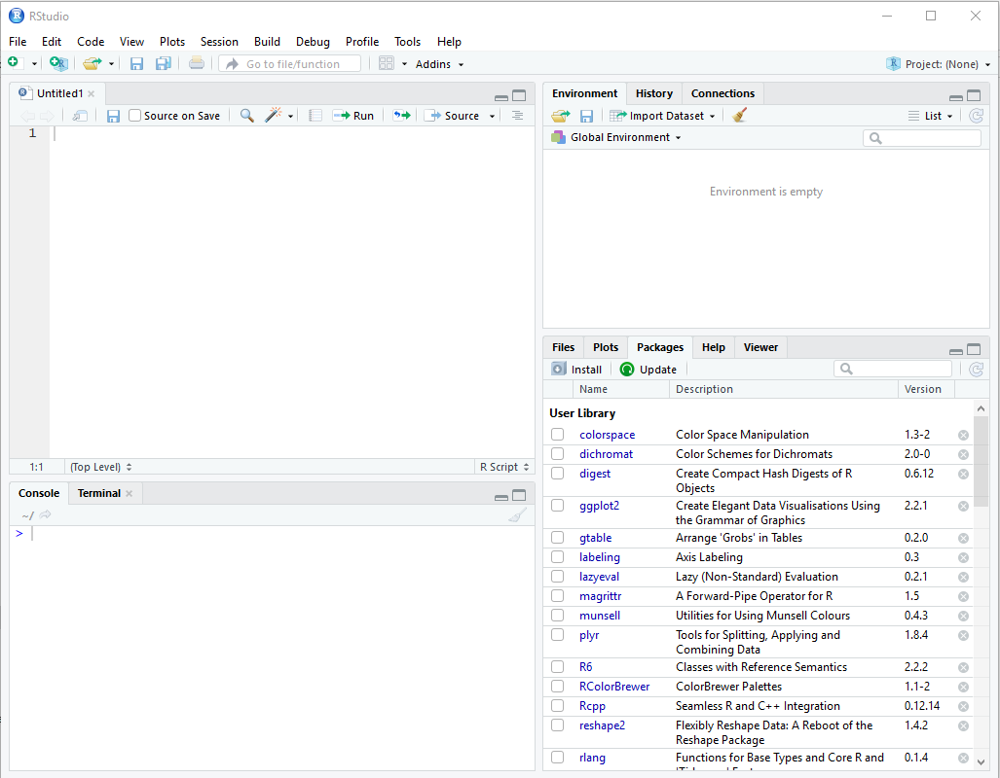 RStudio
File Edit Code View Plots Session Build Debug Profile Tools Help
Go to file/function Addins Project: (None)
Untitled1
Source on Save Run Source
1
1:1 (Top Level) R Script
Console Terminal
~/
>
Environment History Connections
Import Dataset List
Global Environment
Environment is empty
Files Plots Packages Help Viewer
Install Update
Name Description Version
User Library
colorspace Color Space Manipulation 1.3-2
dichromat Color Schemes for Dichromats 2.0-0
digest Create Compact Hash Digests of R 0.6.12
Objects
ggplot2 Create Elegant Data Visualisations Using 2.2.1
the Grammar of Graphics
gtable Arrange 'Grobs' in Tables 0.2.0
labeling Axis Labeling 0.3
lazyeval Lazy (Non-Standard) Evaluation 0.2.1
magrittr A Forward-Pipe Operator for R 1.5
munsell Utilities for Using Munsell Colours 0.4.3
plyr Tools for Splitting, Applying and 1.8.4
Combining Data
R6 Classes with Reference Semantics 2.2.2
RColorBrewer ColorBrewer Palettes 1.1-2
Rcpp Seamless R and C++ Integration 0.12.14
reshape2 Flexibly Reshape Data: A Reboot of the 1.4.2
Reshape Package
rlang Functions for Base Types and Core R and 0.1.4